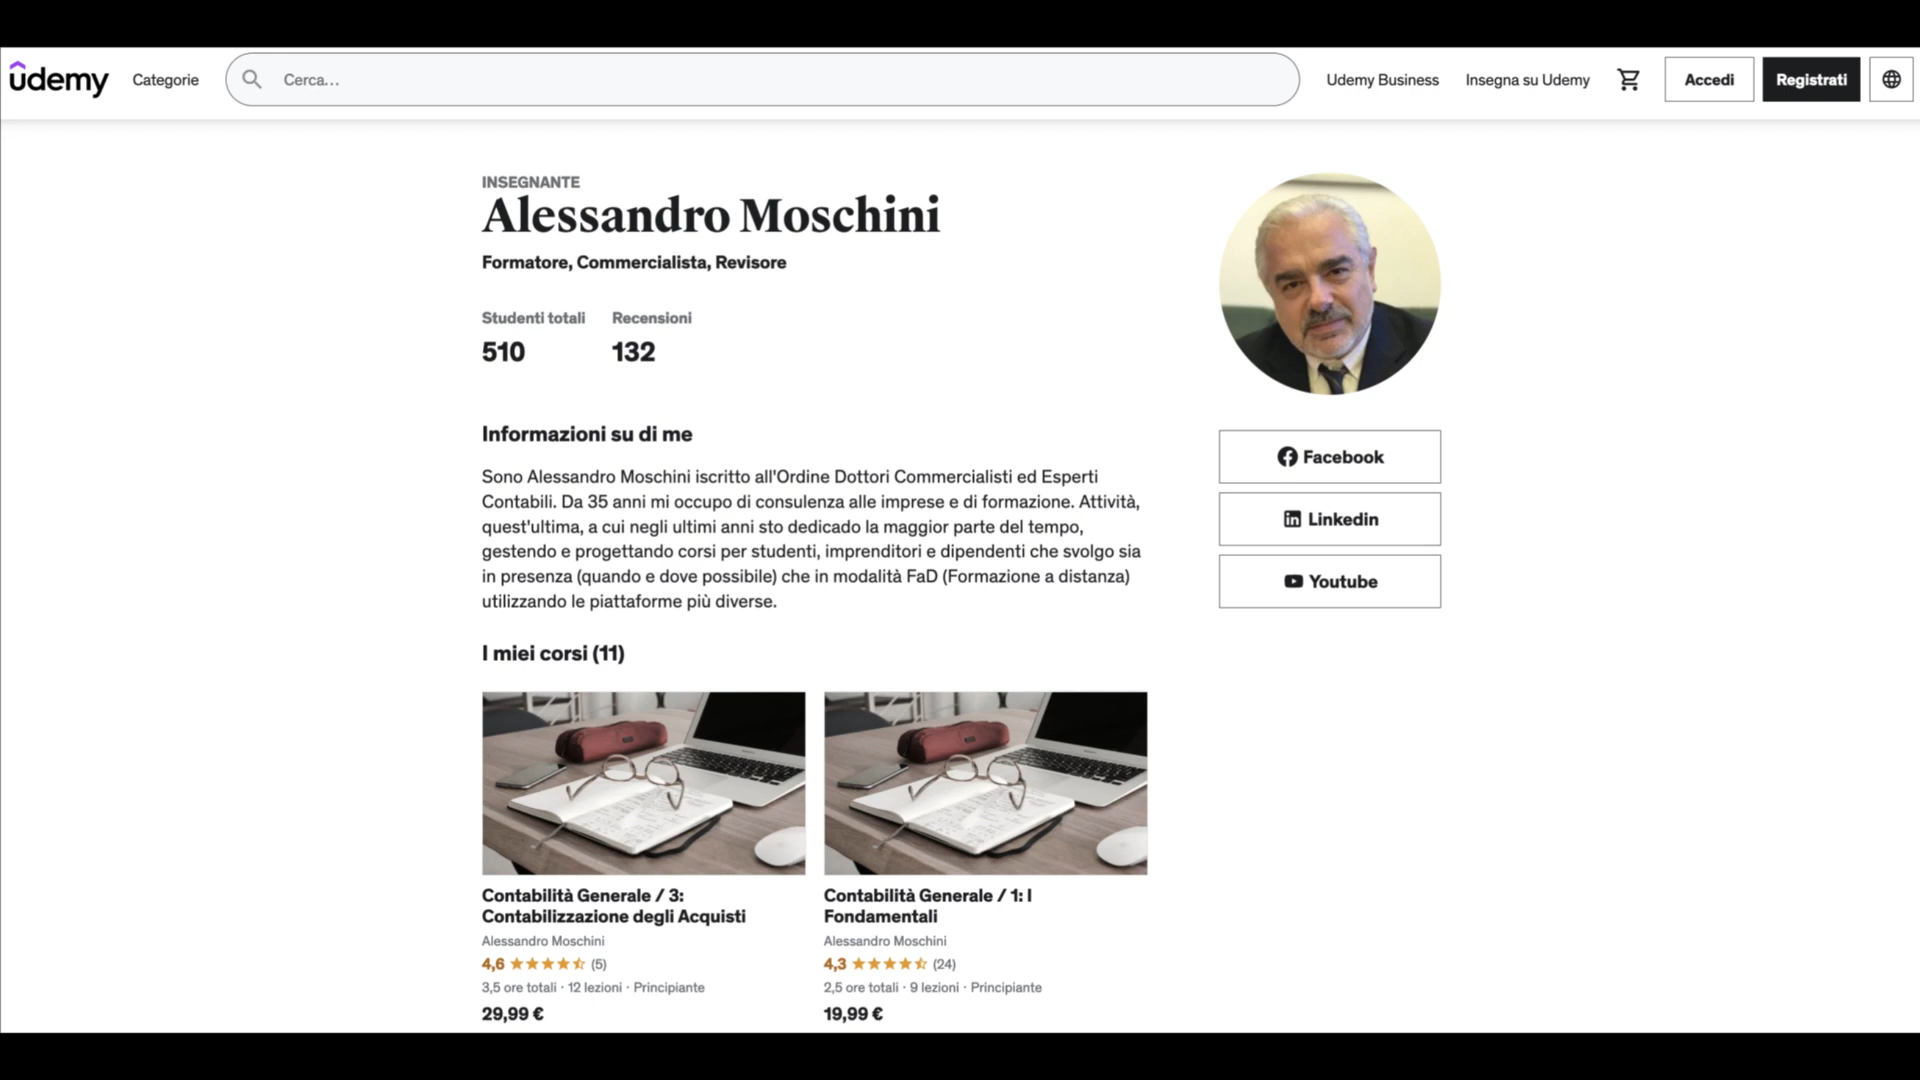 ûdemy
Categorie
Cerca...
Udemy Business
Insegna su Udemy
Accedi
Registrati
INSEGNANTE
Alessandro Moschini
Formatore, Commercialista, Revisore
Studenti totali
Recensioni
510
132
Informazioni su di me
Sono Alessandro Moschini iscritto all'Ordine Dottori Commercialisti ed Esperti
Contabili. Da 35 anni mi occupo di consulenza alle imprese e di formazione. Attività,
quest'ultima, a cui negli ultimi anni sto dedicado la maggior parte del tempo,
gestendo e progettando corsi per studenti, imprenditori e dipendenti che svolgo sia
in presenza (quando e dove possibile) che in modalità FaD (Formazione a distanza)
utilizzando le piattaforme più diverse.
Facebook
Linkedin
Youtube
I miei corsi (11)
Contabilità Generale / 3:
Contabilizzazione degli Acquisti
Alessandro Moschini
4,6 (5)
3,5 ore totali · 12 lezioni · Principiante
29,99 €
Contabilità Generale / 1: I
Fondamentali
Alessandro Moschini
4,3 (24)
2,5 ore totali · 9 lezioni · Principiante
19,99 €